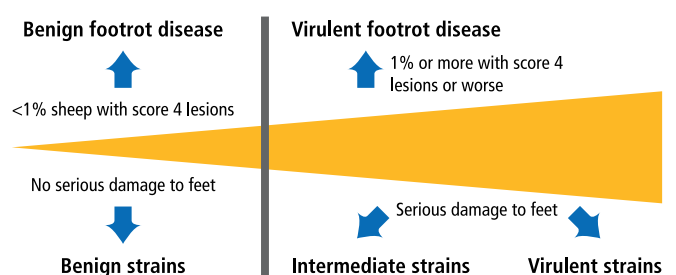 Benign footrot disease
Virulent footrot disease
1% or more with score 4
lesions or worse
<1% sheep with score 4 lesions
No serious damage to feet
Serious damage to feet
Benign strains
Intermediate strains
Virulent strains